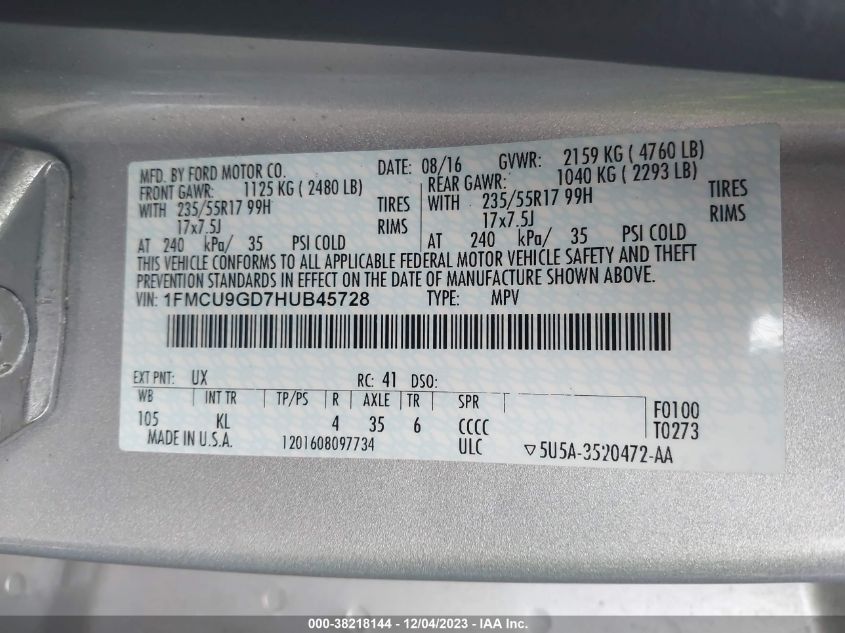 MFD. BY FORD MOTOR CO. DATE: 08/16 GVWR: 2159 KG ( 4760 LB)
FRONT GAWR: 1125 KG ( 2480 LB) REAR GAWR: 1040 KG ( 2293 LB)
WITH 235/55R17 99H TIRES WITH 235/55R17 99H TIRES
17x7.5J RIMS 17x7.5J RIMS
AT 240 kPa/ 35 PSI COLD AT 240 kPa/ 35 PSI COLD
THIS VEHICLE CONFORMS TO ALL APPLICABLE FEDERAL MOTOR VEHICLE SAFETY AND THEFT
PREVENTION STANDARDS IN EFFECT ON THE DATE OF MANUFACTURE SHOWN ABOVE.
VIN: 1FMCU9GD7HUB45728 TYPE: MPV
EXT PNT: UX RC: 41 DSO:
WB INT TR TP/PS R AXLE TR SPR F0100
105 KL 4 35 6 CCCC T0273
MADE IN U.S.A. 1201608097734 ULC ▽5U5A-3520472-AA
000-38218144 - 12/04/2023 - IAA Inc.